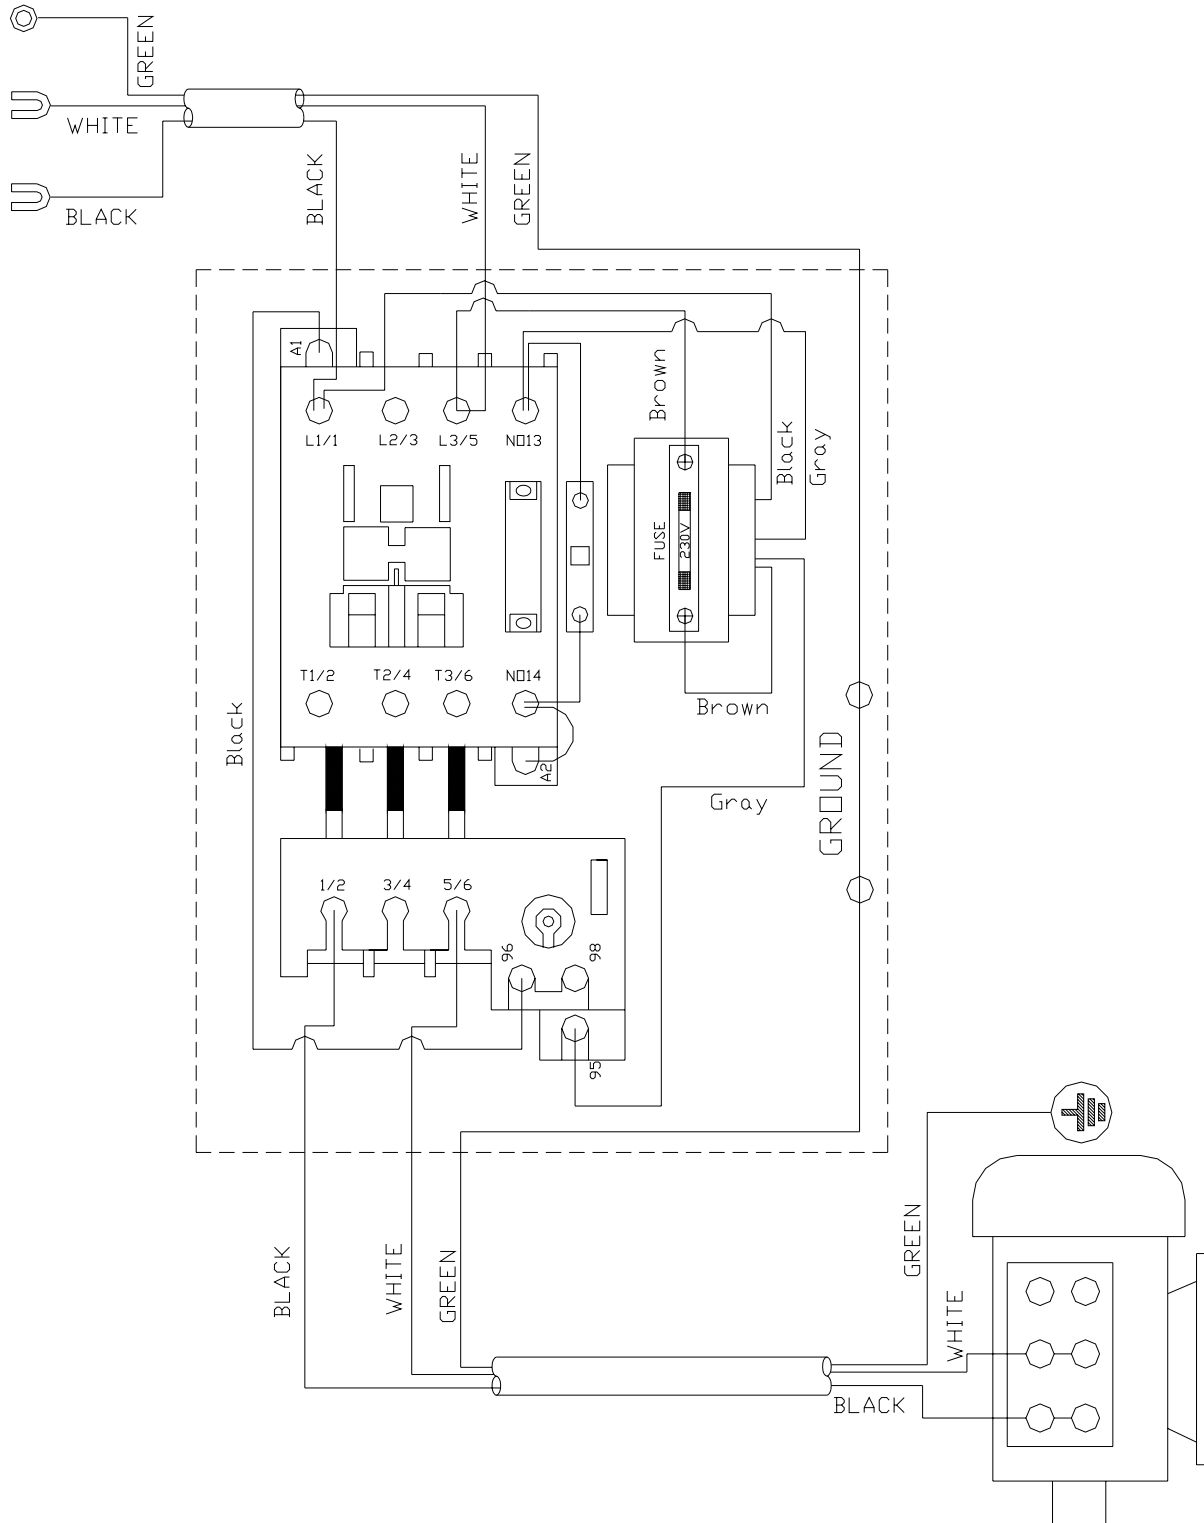 GREEN
WHITE
BLACK
BLACK
WHITE
GREEN
A1
L1/1
L2/3
L3/5
NO13
Brown
Black
Gray
FUSE
230V
T1/2
T2/4
T3/6
NO14
A2
Black
Brown
Gray
GROUND
1/2
3/4
5/6
96
98
95
BLACK
WHITE
GREEN
GREEN
WHITE
BLACK